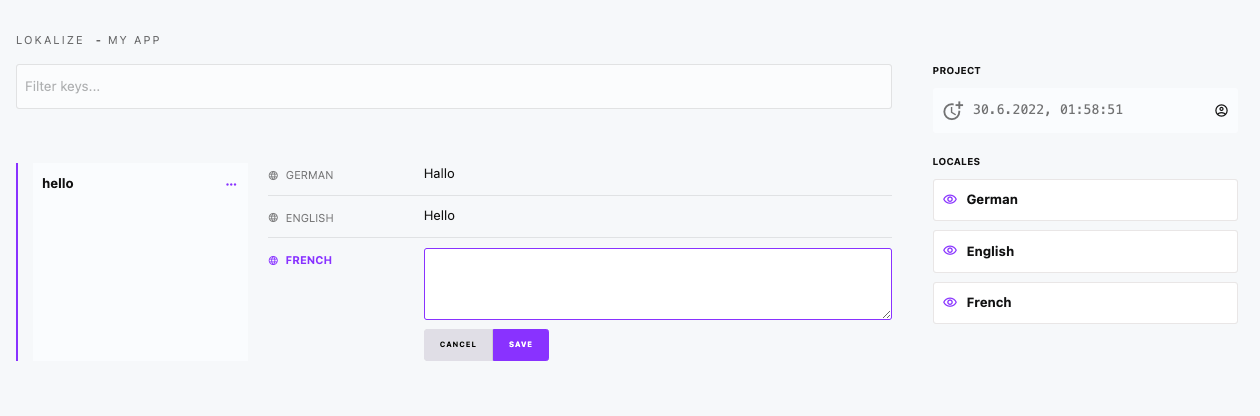 LOKALIZE - MY APP
Filter keys...
hello
GERMAN Hallo
ENGLISH Hello
FRENCH
CANCEL SAVE
PROJECT
30.6.2022, 01:58:51
LOCALES
German
English
French